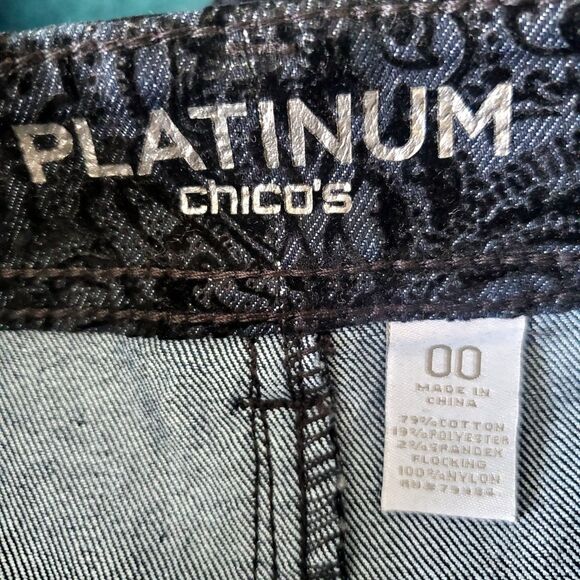 PLATINUM
chico's
00
MADE IN
CHINA
79% COTTON
19% POLYESTER
2% SPANDEX
FLOCKING
100% NYLON